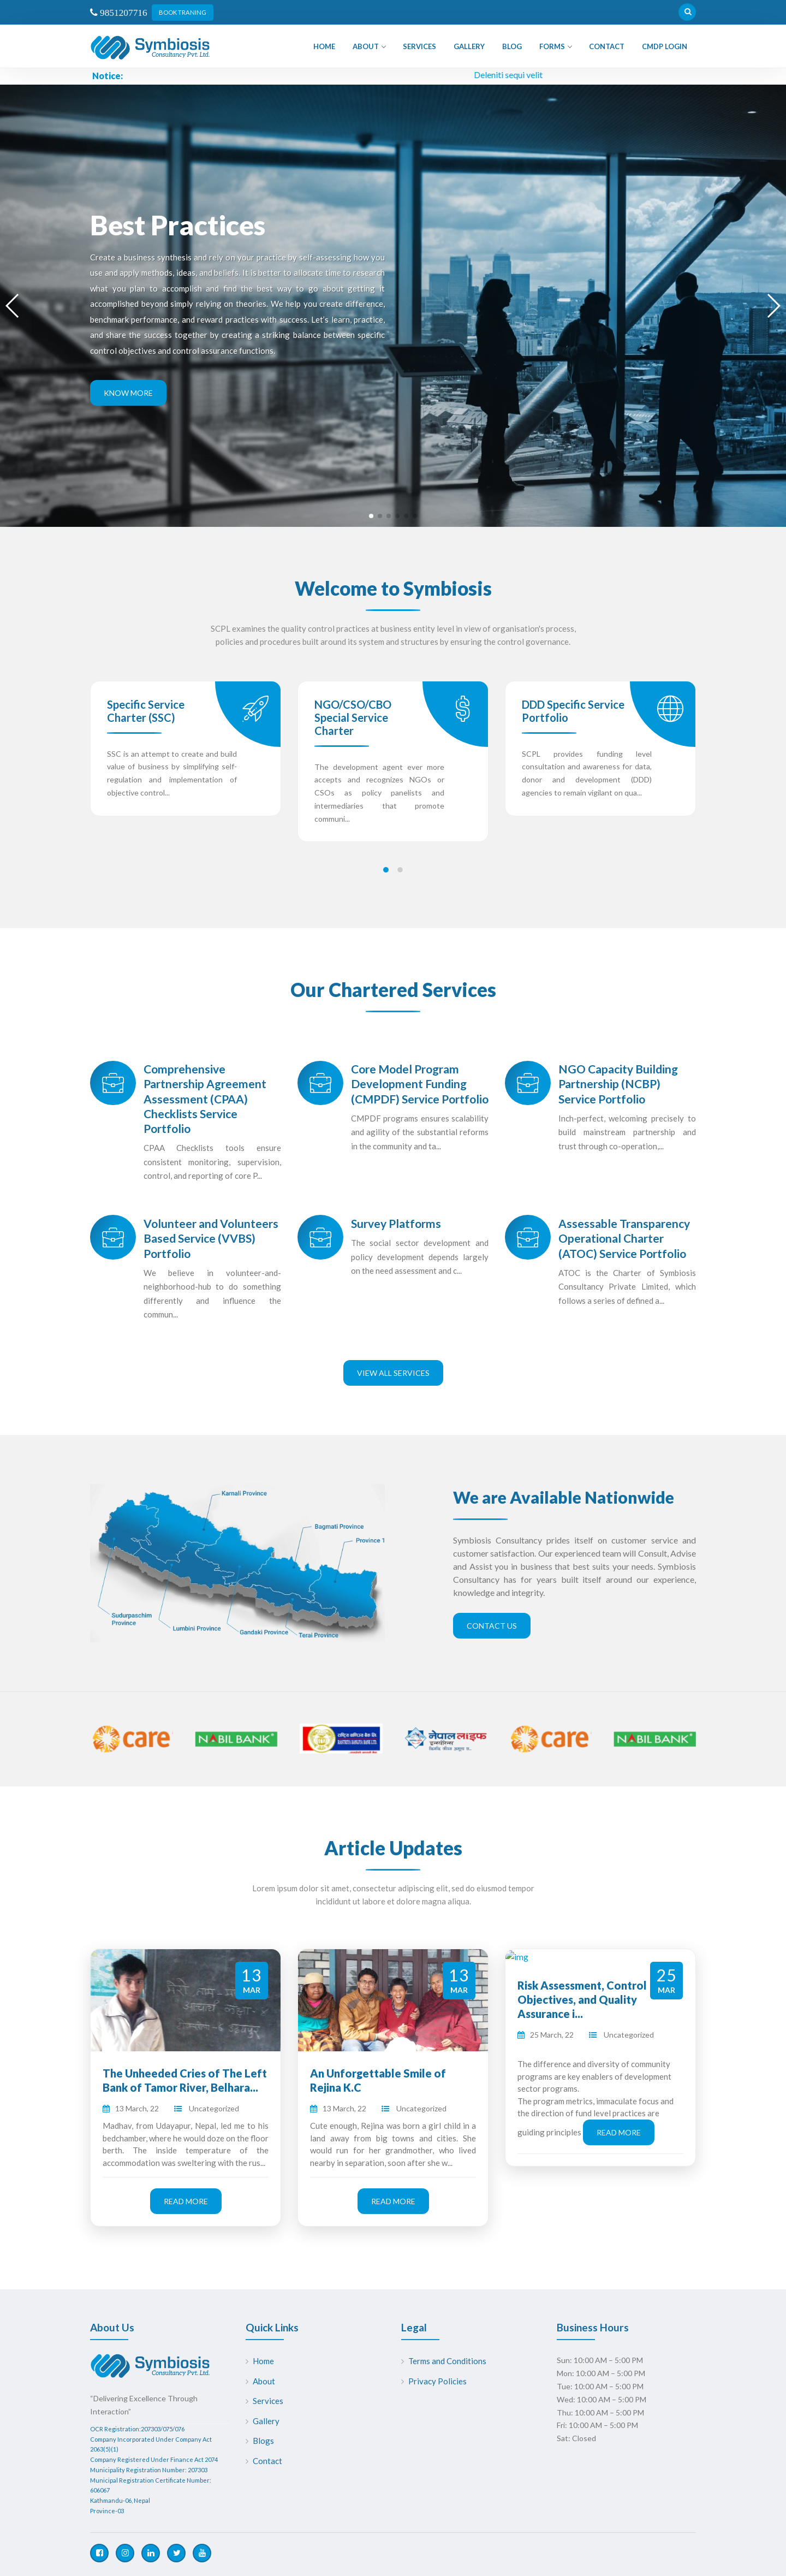 9851207716 BOOK TRANING
Symbiosis
Consultancy Pvt. Ltd.
HOME ABOUT SERVICES GALLERY BLOG FORMS CONTACT CMDP LOGIN
Notice: Deleniti sequi velit
Best Practices
Create a business synthesis and rely on your practice by self-assessing how you
use and apply methods, ideas, and beliefs. It is better to allocate time to research
what you plan to accomplish and find the best way to go about getting it
accomplished beyond simply relying on theories. We help you create difference,
benchmark performance, and reward practices with success. Let's learn, practice,
and share the success together by creating a striking balance between specific
control objectives and control assurance functions.
KNOW MORE
Welcome to Symbiosis
SCPL examines the quality control practices at business entity level in view of organisation's process,
policies and procedures built around its system and structures by ensuring the control governance.
Specific Service
Charter (SSC)
SSC is an attempt to create and build
value of business by simplifying self-
regulation and implementation of
objective control...
NGO/CSO/CBO
Special Service
Charter
The development agent ever more
accepts and recognizes NGOs or
CSOs as policy panelists and
intermediaries that promote
communi...
DDD Specific Service
Portfolio
SCPL provides funding level
consultation and awareness for data,
donor and development (DDD)
agencies to remain vigilant on qua...
Our Chartered Services
Comprehensive
Partnership Agreement
Assessment (CPAA)
Checklists Service
Portfolio
CPAA Checklists tools ensure
consistent monitoring, supervision,
control, and reporting of core P...
Core Model Program
Development Funding
(CMPDF) Service Portfolio
CMPDF programs ensures scalability
and agility of the substantial reforms
in the community and ta...
NGO Capacity Building
Partnership (NCBP)
Service Portfolio
Inch-perfect, welcoming precisely to
build mainstream partnership and
trust through co-operation,...
Volunteer and Volunteers
Based Service (VVBS)
Portfolio
We believe in volunteer-and-
neighborhood-hub to do something
differently and influence the
commun...
Survey Platforms
The social sector development and
policy development depends largely
on the need assessment and c...
Assessable Transparency
Operational Charter
(ATOC) Service Portfolio
ATOC is the Charter of Symbiosis
Consultancy Private Limited, which
follows a series of defined a...
VIEW ALL SERVICES
Karnali Province
Bagmati Province
Province 1
Sudurpaschim
Province
Lumbini Province
Gandaki Province
Terai Province
We are Available Nationwide
Symbiosis Consultancy prides itself on customer service and
customer satisfaction. Our experienced team will Consult, Advise
and Assist you in business that best suits your needs. Symbiosis
Consultancy has for years built itself around our experience,
knowledge and integrity.
CONTACT US
care NABIL BANK नेपाल लाइफ care NABIL BANK
Article Updates
Lorem ipsum dolor sit amet, consectetur adipiscing elit, sed do eiusmod tempor
incididunt ut labore et dolore magna aliqua.
13
MAR
The Unheeded Cries of The Left
Bank of Tamor River, Belhara...
13 March, 22 Uncategorized
Madhav, from Udayapur, Nepal, led me to his
bedchamber, where he would doze on the floor
berth. The inside temperature of the
accommodation was sweltering with the rus...
READ MORE
13
MAR
An Unforgettable Smile of
Rejina K.C
13 March, 22 Uncategorized
Cute enough, Rejina was born a girl child in a
land away from big towns and cities. She
would run for her grandmother, who lived
nearby in separation, soon after she w...
READ MORE
img
25
MAR
Risk Assessment, Control
Objectives, and Quality
Assurance i...
25 March, 22 Uncategorized
The difference and diversity of community
programs are key enablers of development
sector programs.
The program metrics, immaculate focus and
the direction of fund level practices are
guiding principles READ MORE
About Us
Symbiosis
Consultancy Pvt. Ltd.
"Delivering Excellence Through
Interaction"
OCR Registration:207303/075/076
Company Incorporated Under Company Act
2063(5)(1)
Company Registered Under Finance Act 2074
Municipality Registration Number: 207303
Municipal Registration Certificate Number:
606067
Kathmandu-06, Nepal
Province-03
Quick Links
Home
About
Services
Gallery
Blogs
Contact
Legal
Terms and Conditions
Privacy Policies
Business Hours
Sun: 10:00 AM – 5:00 PM
Mon: 10:00 AM – 5:00 PM
Tue: 10:00 AM – 5:00 PM
Wed: 10:00 AM – 5:00 PM
Thu: 10:00 AM – 5:00 PM
Fri: 10:00 AM – 5:00 PM
Sat: Closed